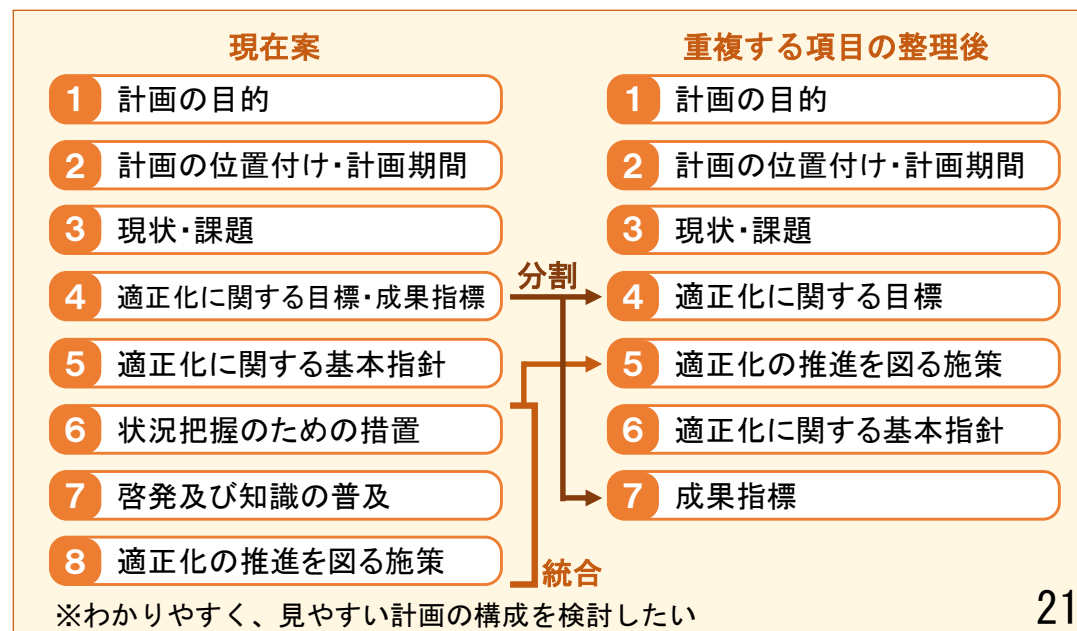 現在案
1 計画の目的
2 計画の位置付け・計画期間
3 現状・課題
4 適正化に関する目標・成果指標
5 適正化に関する基本指針
6 状況把握のための措置
7 啓発及び知識の普及
8 適正化の推進を図る施策
分割
統合
重複する項目の整理後
1 計画の目的
2 計画の位置付け・計画期間
3 現状・課題
4 適正化に関する目標
5 適正化の推進を図る施策
6 適正化に関する基本指針
7 成果指標
※わかりやすく、見やすい計画の構成を検討したい
21